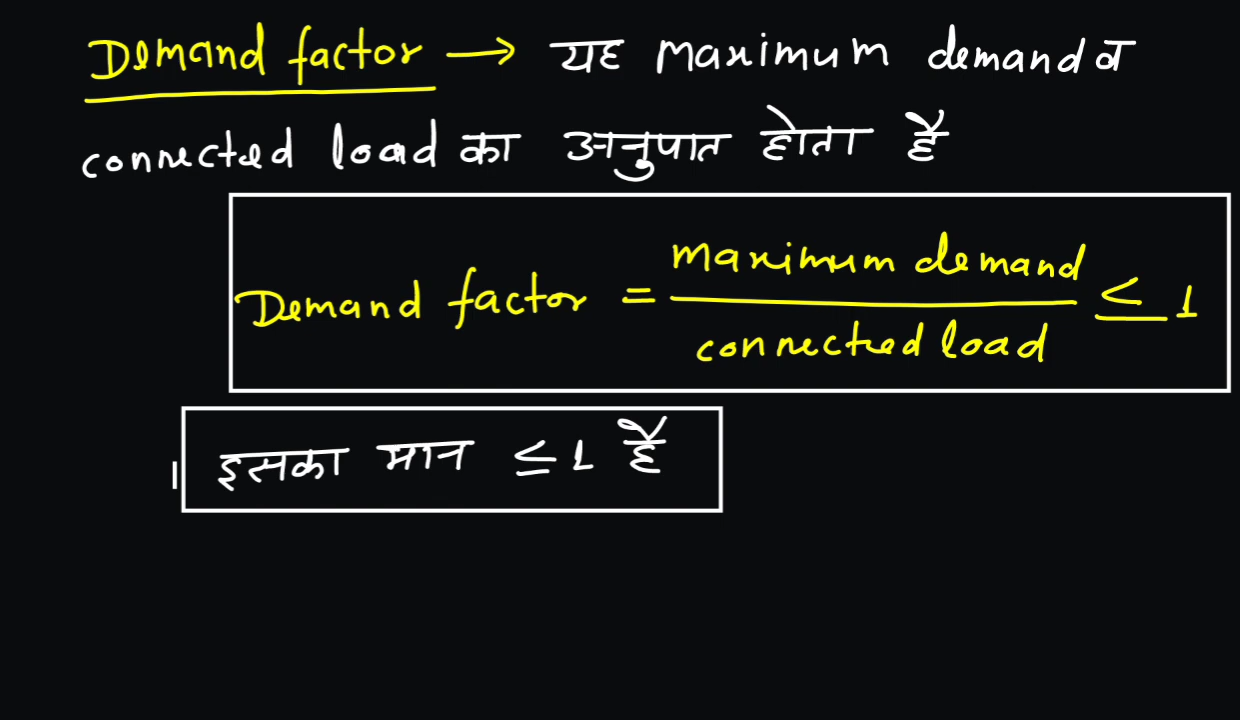 Demand factor → यह maximum demand व
connected load का अनुपात होता है
Demand factor = maximum demand / connected load ≤ 1
इसका मान ≤ 1 है